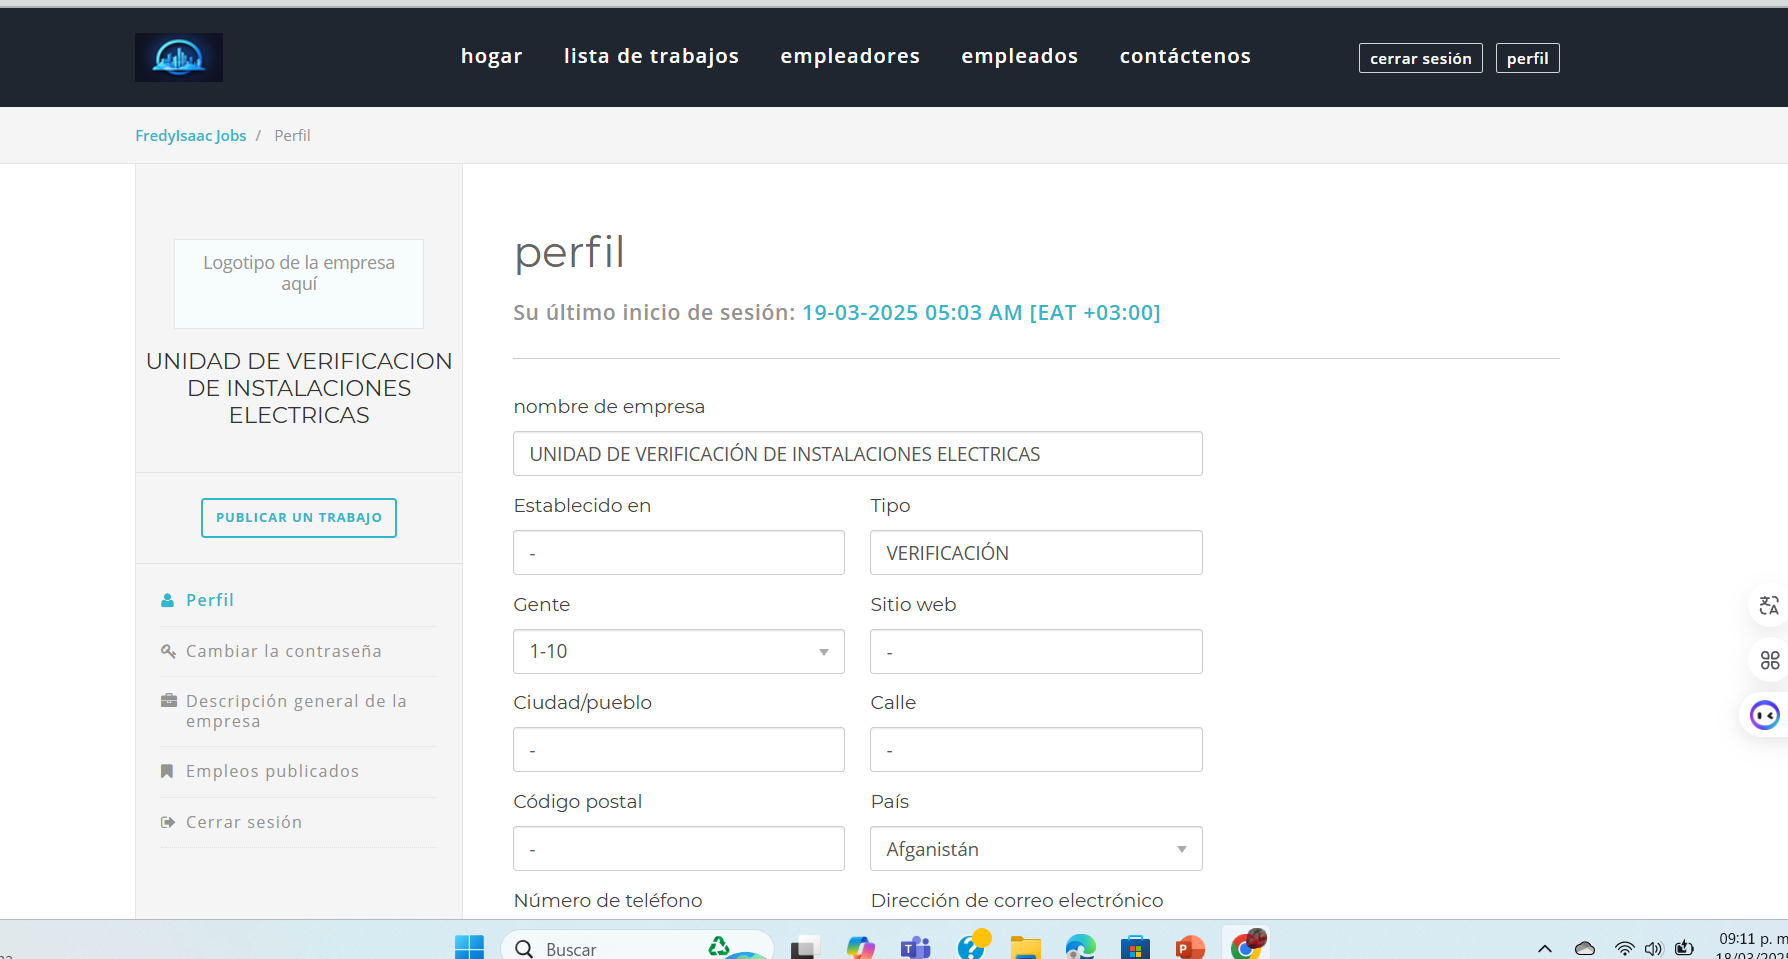 hogar lista de trabajos empleadores empleados contáctenos cerrar sesión perfil
FredyIsaac Jobs / Perfil
Logotipo de la empresa
aquí
UNIDAD DE VERIFICACION
DE INSTALACIONES
ELECTRICAS
PUBLICAR UN TRABAJO
Perfil
Cambiar la contraseña
Descripción general de la
empresa
Empleos publicados
Cerrar sesión
perfil
Su último inicio de sesión: 19-03-2025 05:03 AM [EAT +03:00]
nombre de empresa
UNIDAD DE VERIFICACIÓN DE INSTALACIONES ELECTRICAS
Establecido en Tipo
- VERIFICACIÓN
Gente Sitio web
1-10 -
Ciudad/pueblo Calle
- -
Código postal País
- Afganistán
Número de teléfono Dirección de correo electrónico
Buscar
09:11 p. m